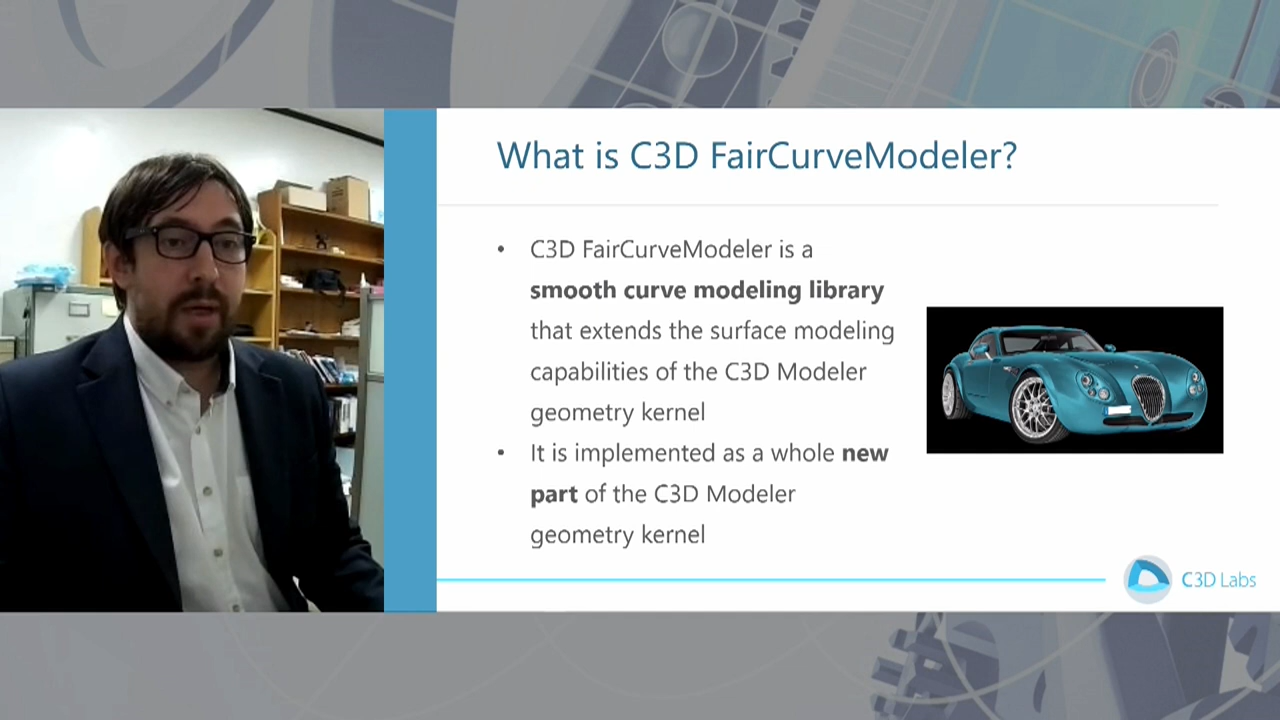 What is C3D FairCurveModeler?
• C3D FairCurveModeler is a
smooth curve modeling library
that extends the surface modeling
capabilities of the C3D Modeler
geometry kernel
• It is implemented as a whole new
part of the C3D Modeler
geometry kernel
C3D Labs